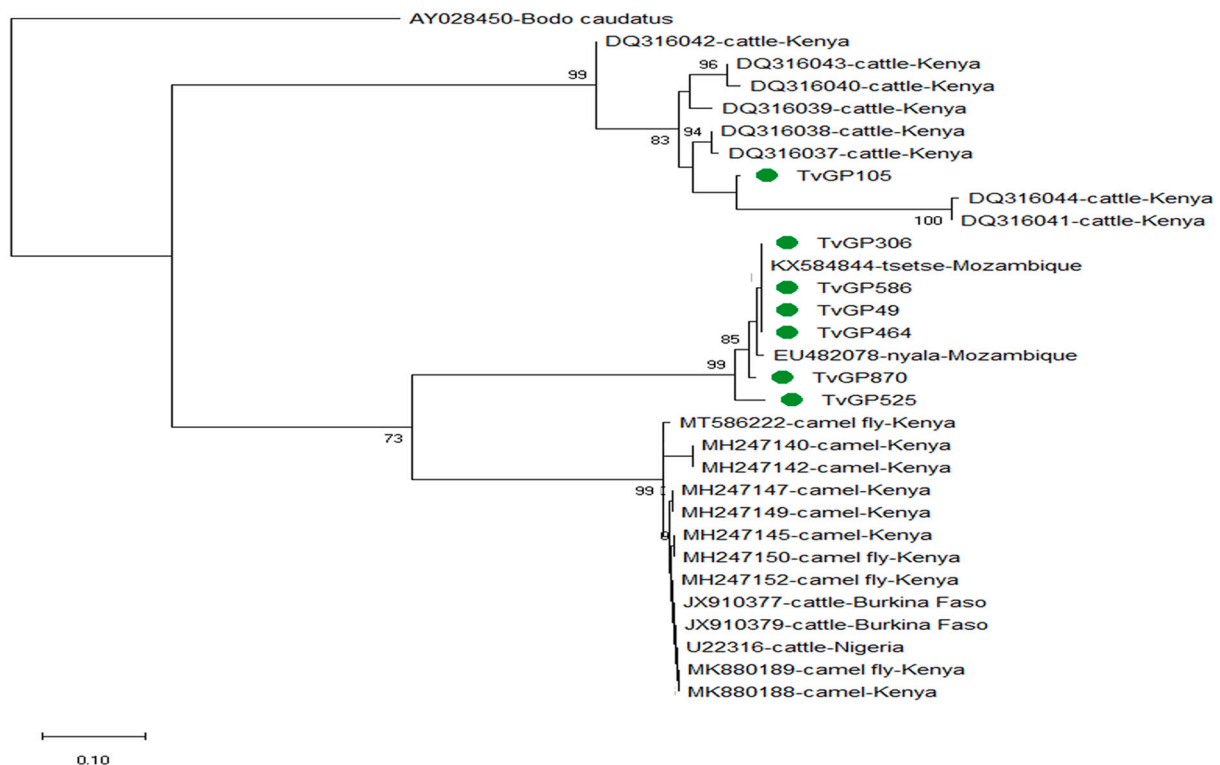 AY028450-Bodo caudatus
DQ316042-cattle-Kenya
96
DQ316043-cattle-Kenya
99
DQ316040-cattle-Kenya
DQ316039-cattle-Kenya
94
DQ316038-cattle-Kenya
83
DQ316037-cattle-Kenya
TvGP105
DQ316044-cattle-Kenya
100
DQ316041-cattle-Kenya
TvGP306
KX584844-tsetse-Mozambique
TvGP586
TvGP49
TvGP464
85
EU482078-nyala-Mozambique
99
TvGP870
TvGP525
MT586222-camel fly-Kenya
73
MH247140-camel-Kenya
MH247142-camel-Kenya
99
MH247147-camel-Kenya
MH247149-camel-Kenya
MH247145-camel-Kenya
MH247150-camel fly-Kenya
MH247152-camel fly-Kenya
JX910377-cattle-Burkina Faso
JX910379-cattle-Burkina Faso
U22316-cattle-Nigeria
MK880189-camel fly-Kenya
MK880188-camel-Kenya
0.10